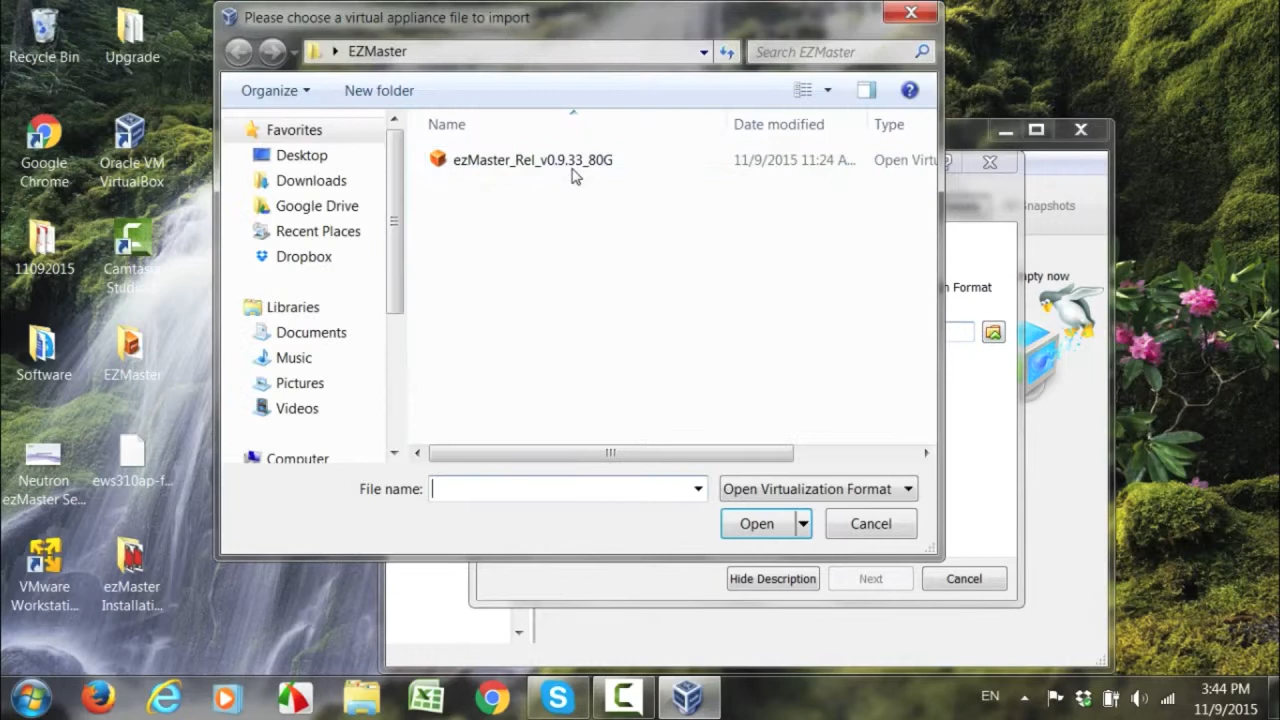 Please choose a virtual appliance file to import
EZMaster
Search EZMaster
Organize
New folder
Name
Date modified
Type
ezMaster_Rel_v0.9.33_80G
11/9/2015 11:24 A...
Open Virtu
Favorites
Desktop
Downloads
Google Drive
Recent Places
Dropbox
Libraries
Documents
Music
Pictures
Videos
Computer
File name:
Open Virtualization Format
Open
Cancel
Snapshots
mpty now
n Format
Hide Description
Next
Cancel
Recycle Bin
Upgrade
Google
Chrome
Oracle VM
VirtualBox
11092015
Camtasia
Studio
Software
EZMaster
Neutron
ezMaster Se...
ews310ap-f...
VMware
Workstati...
ezMaster
Installati...
EN
3:44 PM
11/9/2015